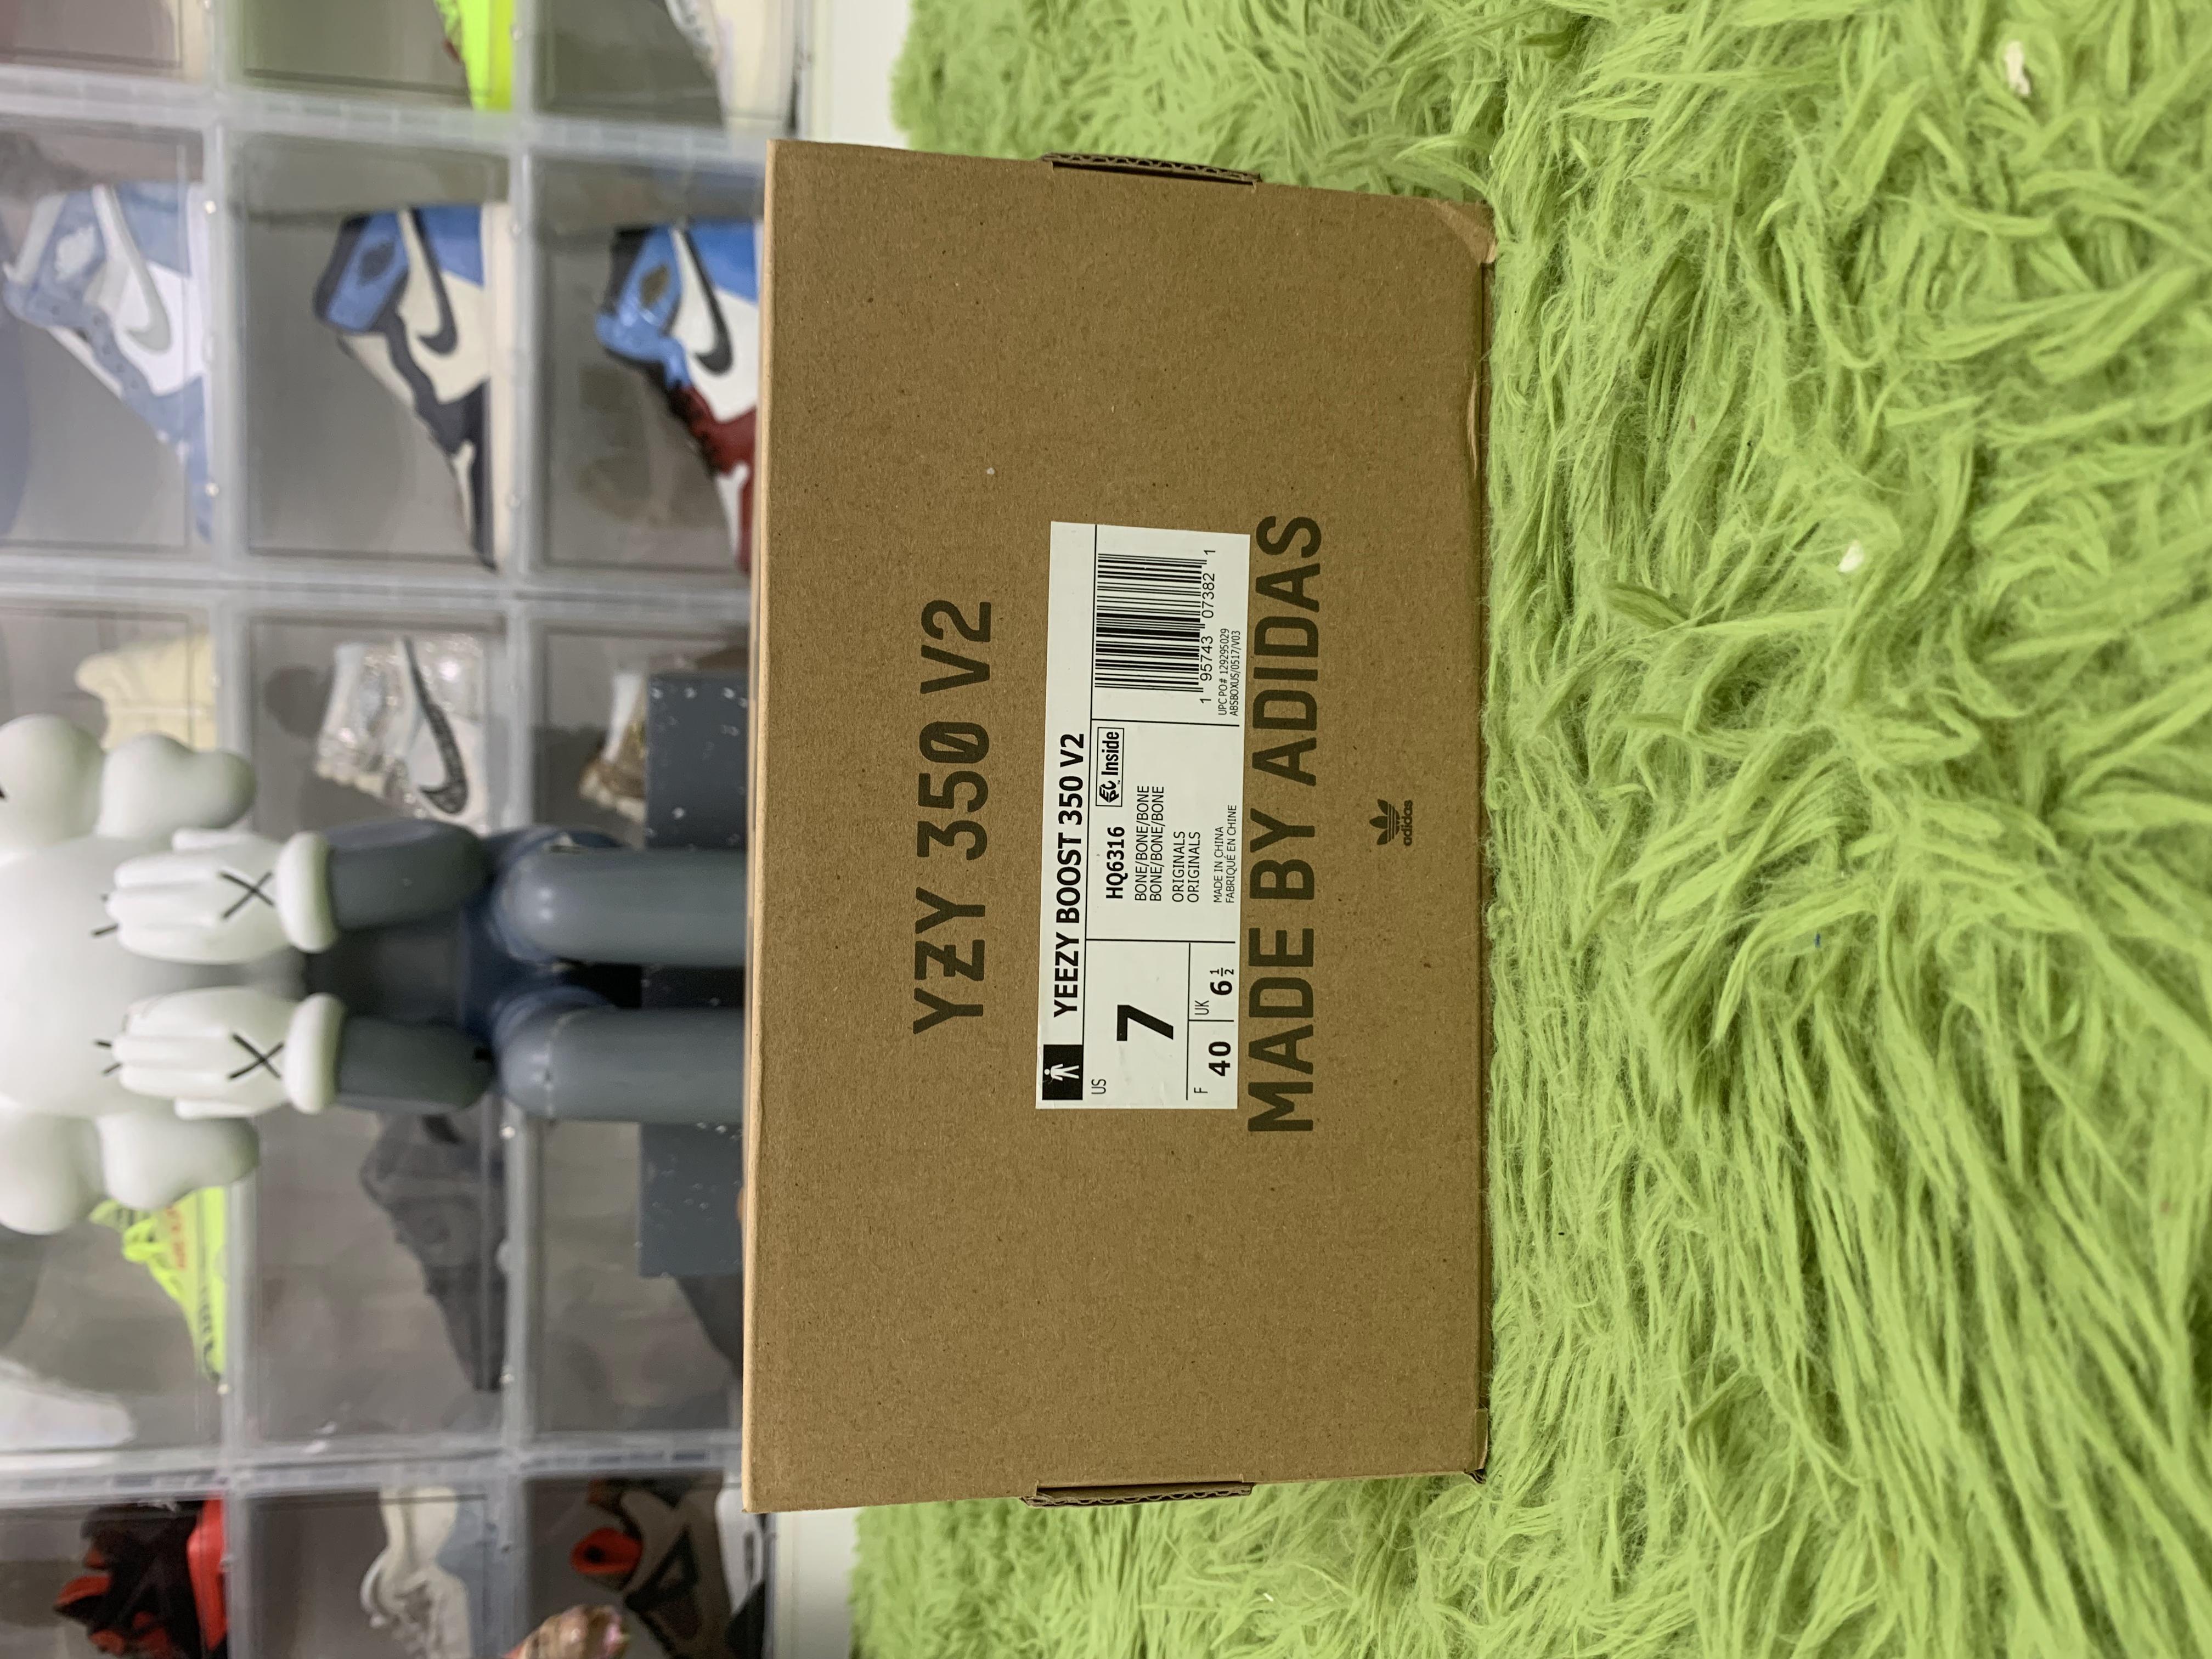 YZY 350 V2
YEEZY BOOST 350 V2
US
7
F
40
UK
6 1/2
HQ6316
Inside
BONE/BONE/BONE
BONE/BONE/BONE
ORIGINALS
ORIGINALS
MADE IN CHINA
FABRIQUÉ EN CHINE
1 95743 07382 1
UPC PO# 129295029
ABSBOXUS/0517/V03
MADE BY ADIDAS
adidas